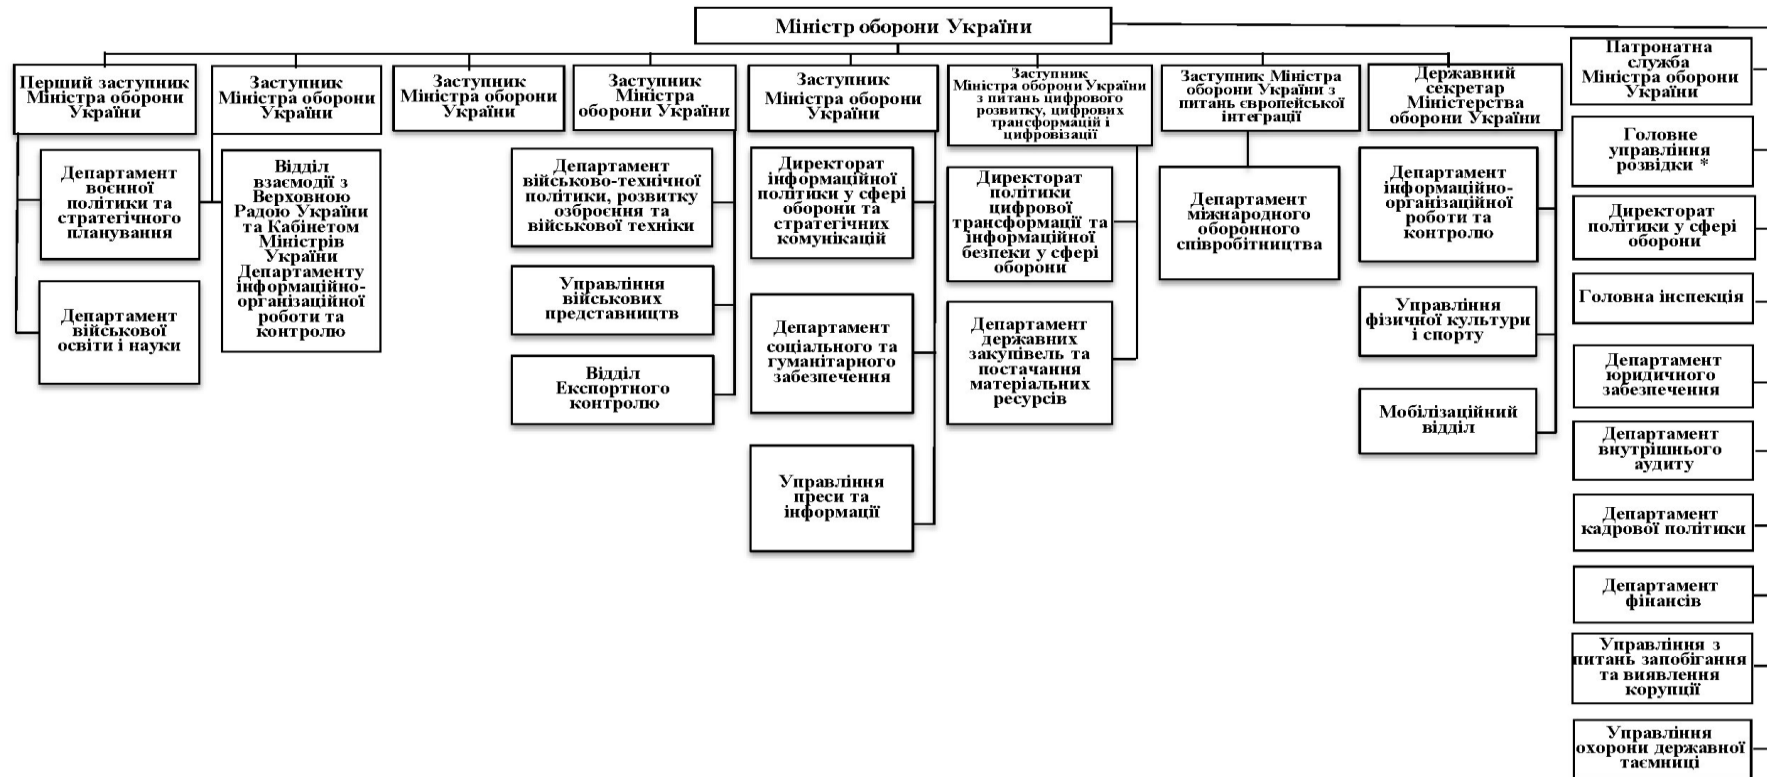 Міністр оборони України
Перший заступник
Міністра оборони
України
Заступник
Міністра оборони
України
Заступник
Міністра оборони
України
Заступник
Міністра
оборони України
Заступник
Міністра оборони
України
Заступник
Міністра оборони України
з питань цифрового
розвитку, цифрових
трансформацій і
цифровізації
Заступник Міністра
оборони України з
питань європейської
інтеграції
Державний
секретар
Міністерства
оборони України
Департамент
воєнної
політики та
стратегічного
планування
Департамент
військової
освіти і науки
Відділ
взаємодії з
Верховною
Радою України
та Кабінетом
Міністрів
України
Департаменту
інформаційно-
організаційної
роботи та
контролю
Департамент
військово-технічної
політики, розвитку
озброєння та
військової техніки
Управління
військових
представництв
Відділ
Експортного
контролю
Директорат
інформаційної
політики у сфері
оборони та
стратегічних
комунікацій
Департамент
соціального та
гуманітарного
забезпечення
Управління
преси та
інформації
Директорат
політики
цифрової
трансформації та
інформаційної
безпеки у сфері
оборони
Департамент
державних
закупівель та
постачання
матеріальних
ресурсів
Департамент
міжнародного
оборонного
співробітництва
Департамент
інформаційно-
організаційної
роботи та
контролю
Управління
фізичної культури
і спорту
Мобілізаційний
відділ
Патронатна
служба
Міністра оборони
України
Головне
управління
розвідки *
Директорат
політики у сфері
оборони
Головна інспекція
Департамент
юридичного
забезпечення
Департамент
внутрішнього
аудиту
Департамент
кадрової політики
Департамент
фінансів
Управління з
питань запобігання
та виявлення
корупції
Управління
охорони державної
таємниці